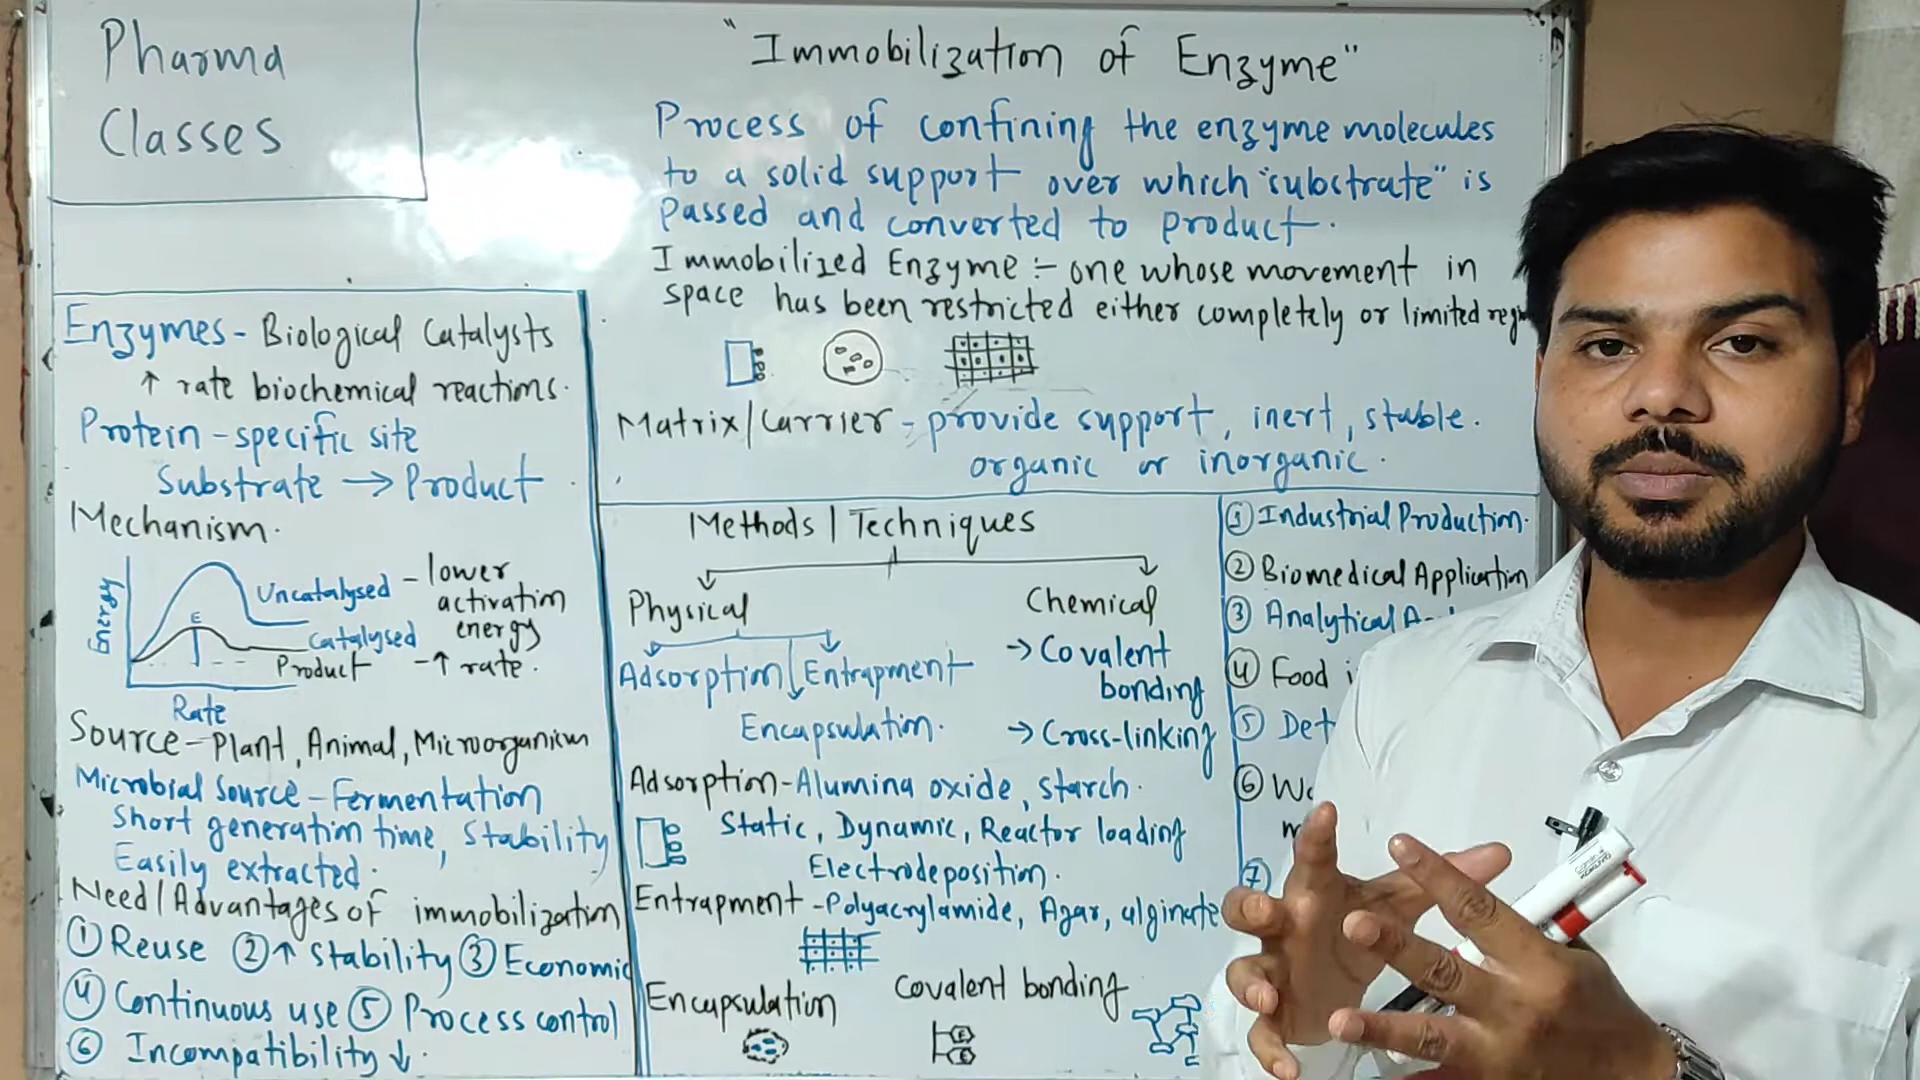 Pharma
Classes
"Immobilization of Enzyme"
Process of confining the enzyme molecules
to a solid support over which "substrate" is
Passed and converted to product.
Immobilized Enzyme :- one whose movement in
space has been restricted either completely or limited
Matrix/Carrier - provide support, inert, stable.
organic or inorganic.
Enzymes - Biological Catalysts
↑ rate biochemical reactions.
Protein - specific site
Substrate → Product
Mechanism.
Energy
Uncatalysed - lower
activation
energy
E
Catalysed
Product - ↑ rate.
Rate
Source - Plant, Animal, Microorganism
Microbial Source - Fermentation
Short generation time, Stability
Easily extracted.
Need/Advantages of immobilization
① Reuse ② ↑ Stability ③ Economic
④ Continuous use ⑤ Process control
⑥ Incompatibility ↓.
Methods / Techniques
Physical
Chemical
Adsorption
Entrapment
Encapsulation.
→ Covalent
bonding
→ Cross-linking
Adsorption - Alumina oxide, starch.
Static, Dynamic, Reactor loading
Electrodeposition.
Entrapment - Polyacrylamide, Agar, alginate
Encapsulation
Covalent bonding
E
E
① Industrial Production.
② Biomedical Application
③ Analytical
④ Food
⑤ Det
⑥
⑦